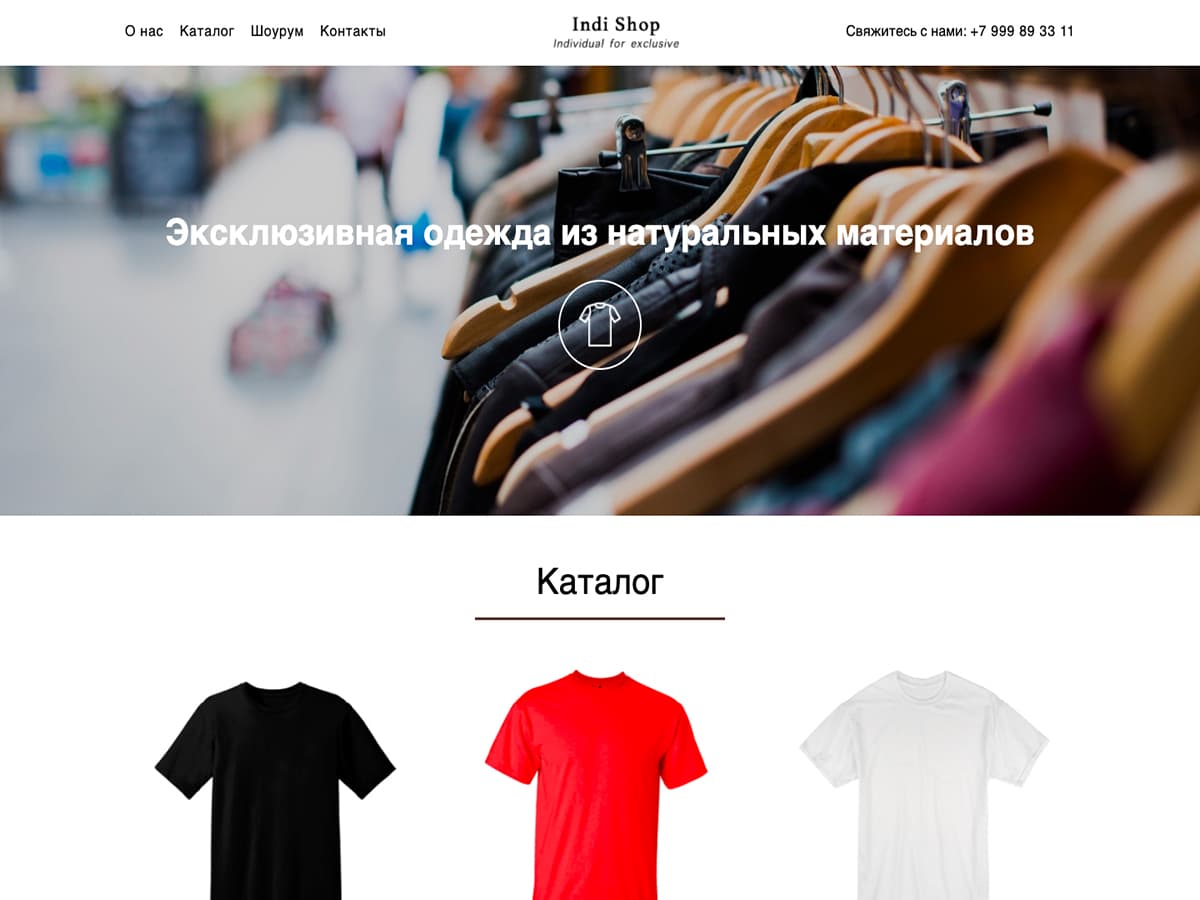 О нас Каталог Шоурум Контакты
Indi Shop
Individual for exclusive
Свяжитесь с нами: +7 999 89 33 11
Эксклюзивная одежда из натуральных материалов
Каталог